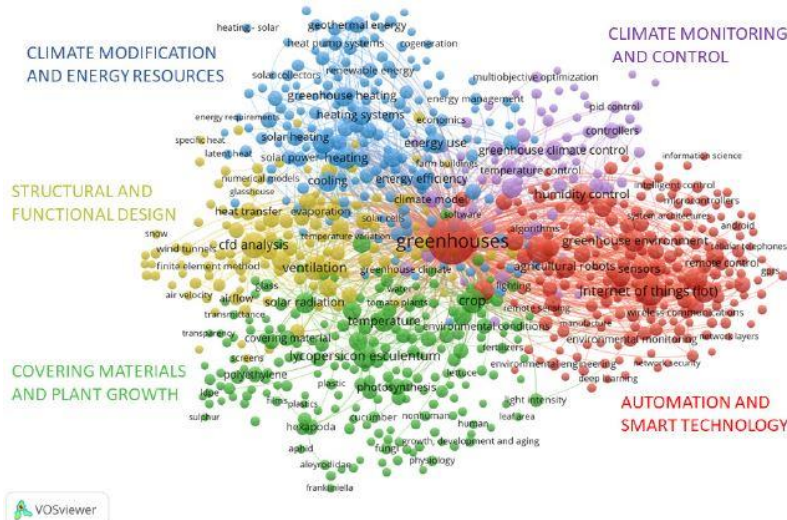 heating - solar
geothermal energy
CLIMATE MODIFICATION
AND ENERGY RESOURCES
heat pump systems
cogeneration
solar collectors
renewable energy
greenhouse heating
energy management
energy requirements
heating systems
economics
specific heat
solar heating
energy use
latent heat
solar power
heating
farm buildings
numerical models
cooling
energy efficiency
glasshouse
climate model
CLIMATE MONITORING
AND CONTROL
multiobjective optimization
pid control
controllers
greenhouse climate control
information science
temperature control
intelligent control
humidity control
microcontrollers
STRUCTURAL AND
FUNCTIONAL DESIGN
heat transfer
evaporation
solar cells
software
system architectures
android
snow
temperature variation
algorithms
wind tunnels
cfd analysis
greenhouses
greenhouse environment
cellular telephones
finite element method
ventilation
greenhouse climate
agricultural robots
sensors
remote control
gprs
air velocity
airflow
glass
water
lighting
internet of things (iot)
solar radiation
tomato plants
crop
remote sensing
wireless communications
transmittance
temperature
environmental conditions
manufacture
network layers
transparency
covering material
fertilizers
environmental monitoring
screens
lycopersicon esculentum
environmental engineering
network security
COVERING MATERIALS
AND PLANT GROWTH
polyethylene
lettuce
deep learning
ldpe
films
plastic
photosynthesis
light intensity
sulphur
plastics
cucumber
nonhuman
human
leaf area
AUTOMATION AND
SMART TECHNOLOGY
hexapoda
growth, development and aging
aphid
fungi
physiology
aleyrodidae
frankliniella
VOSviewer